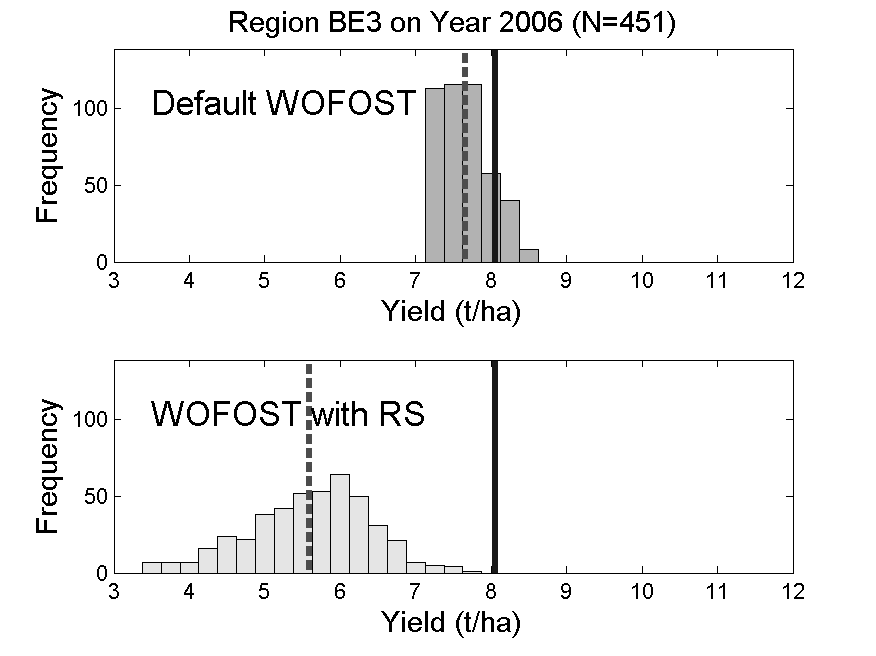 Region BE3 on Year 2006 (N=451)
Default WOFOST
Frequency
100
50
0
3 4 5 6 7 8 9 10 11 12
Yield (t/ha)
WOFOST with RS
Frequency
100
50
0
3 4 5 6 7 8 9 10 11 12
Yield (t/ha)